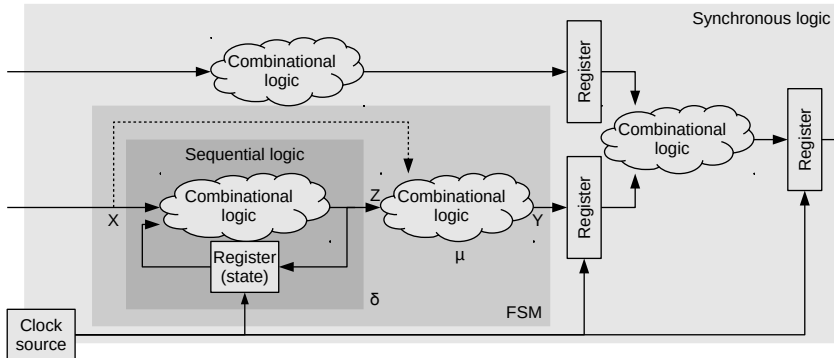 Synchronous logic
Combinational
logic
Register
Combinational
logic
Register
Sequential logic
Combinational
logic
X
Z
Combinational
logic
Y
Register
μ
Register
(state)
δ
FSM
Clock
source